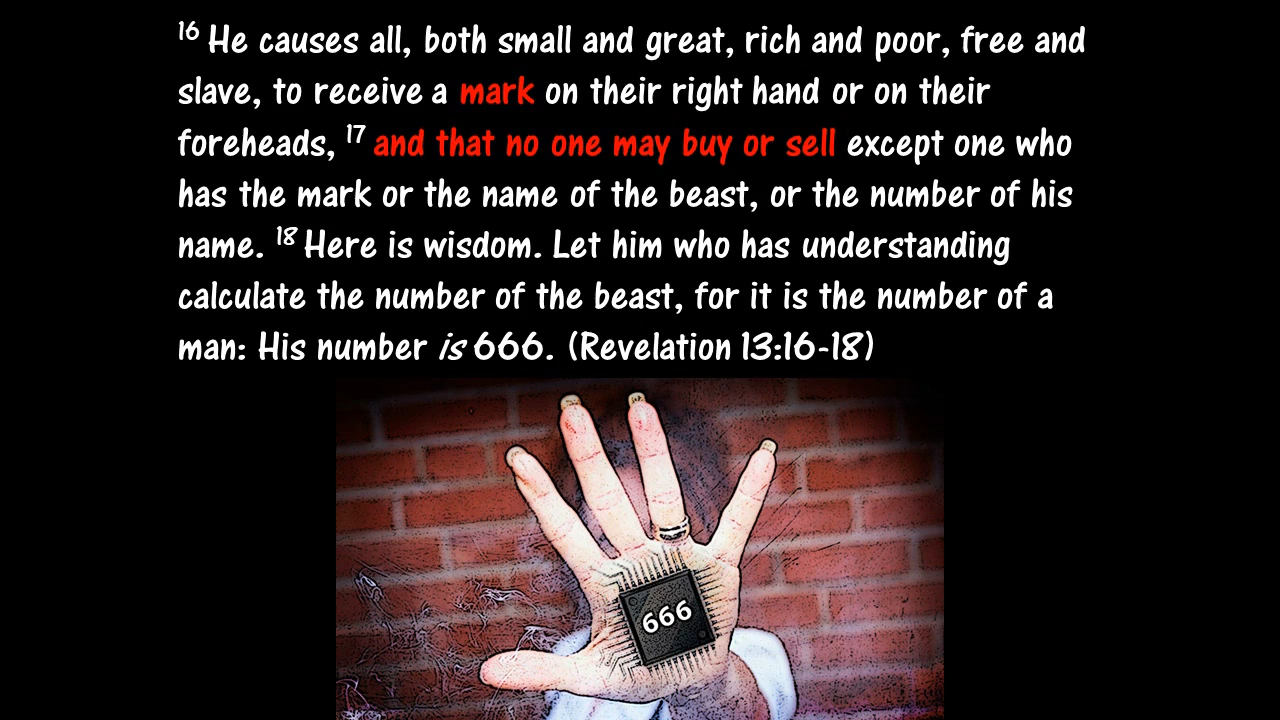 16 He causes all, both small and great, rich and poor, free and
slave, to receive a mark on their right hand or on their
foreheads, 17 and that no one may buy or sell except one who
has the mark or the name of the beast, or the number of his
name. 18 Here is wisdom. Let him who has understanding
calculate the number of the beast, for it is the number of a
man: His number is 666. (Revelation 13:16-18)
666